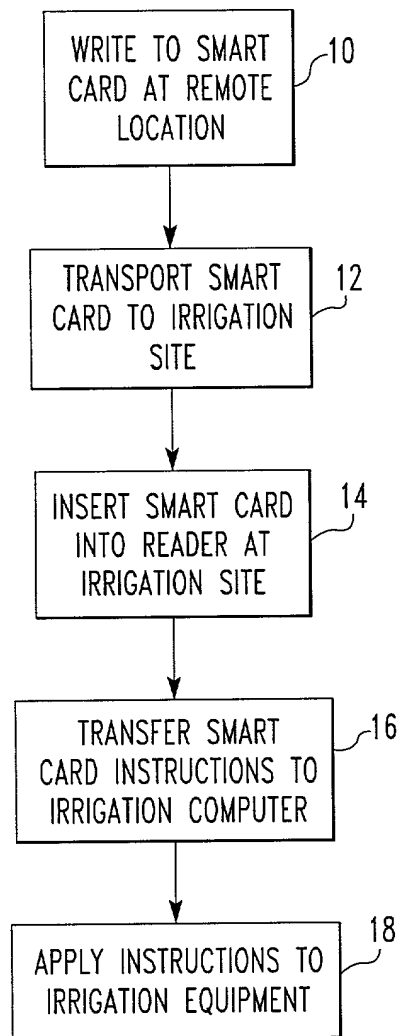 WRITE TO SMART
CARD AT REMOTE
LOCATION
10
TRANSPORT SMART
CARD TO IRRIGATION
SITE
12
INSERT SMART CARD
INTO READER AT
IRRIGATION SITE
14
TRANSFER SMART
CARD INSTRUCTIONS TO
IRRIGATION COMPUTER
16
APPLY INSTRUCTIONS TO
IRRIGATION EQUIPMENT
18